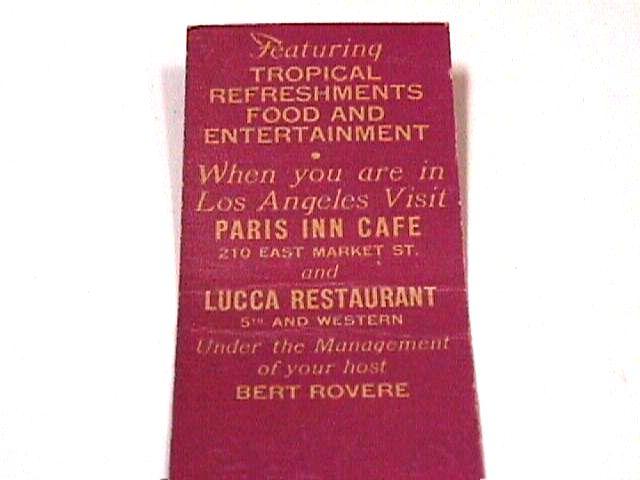 Featuring
TROPICAL
REFRESHMENTS
FOOD AND
ENTERTAINMENT
•
When you are in
Los Angeles Visit
PARIS INN CAFE
210 EAST MARKET ST.
and
LUCCA RESTAURANT
5TH AND WESTERN
Under the Management
of your host
BERT ROVERE